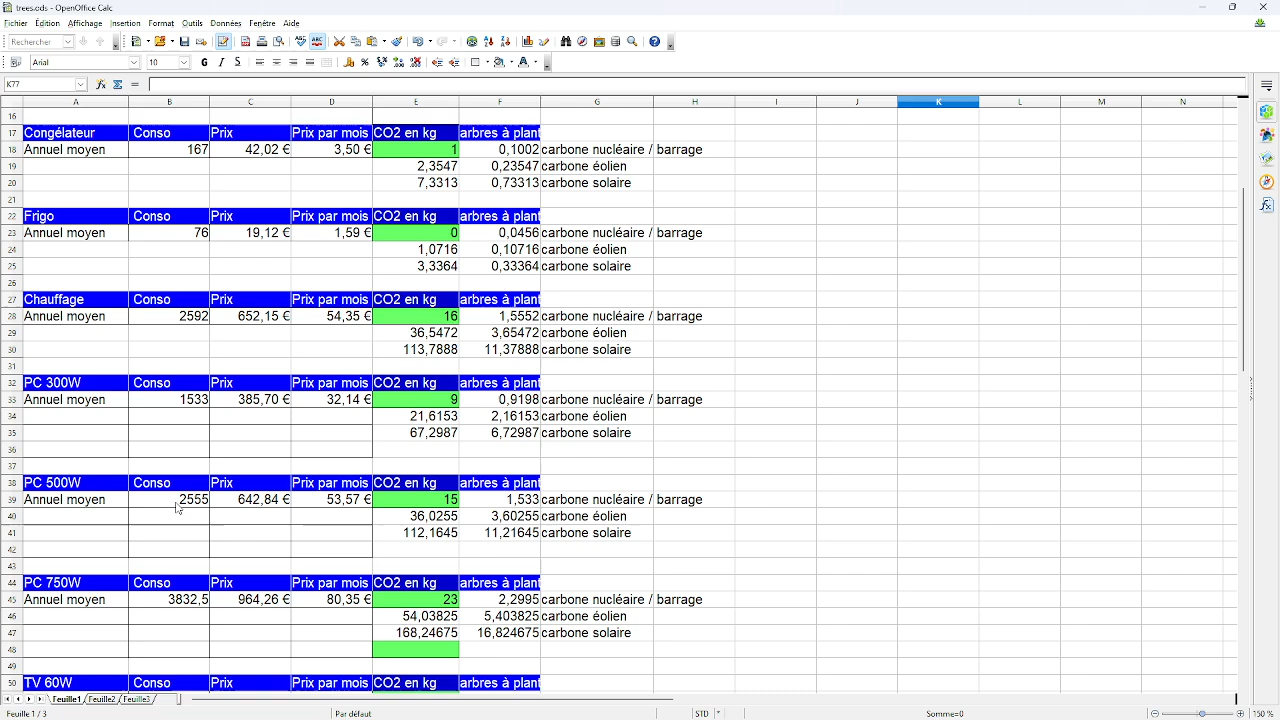 trees.ods - OpenOffice Calc
Fichier Édition Affichage Insertion Format Outils Données Fenêtre Aide
Rechercher
Arial 10
K77
A B C D E F G H I J K L M N
16
17 Congélateur Conso Prix Prix par mois CO2 en kg arbres à plant
18 Annuel moyen 167 42,02 € 3,50 € 1 0,1002 carbone nucléaire / barrage
19 2,3547 0,23547 carbone éolien
20 7,3313 0,73313 carbone solaire
21
22 Frigo Conso Prix Prix par mois CO2 en kg arbres à plant
23 Annuel moyen 76 19,12 € 1,59 € 0 0,0456 carbone nucléaire / barrage
24 1,0716 0,10716 carbone éolien
25 3,3364 0,33364 carbone solaire
26
27 Chauffage Conso Prix Prix par mois CO2 en kg arbres à plant
28 Annuel moyen 2592 652,15 € 54,35 € 16 1,5552 carbone nucléaire / barrage
29 36,5472 3,65472 carbone éolien
30 113,7888 11,37888 carbone solaire
31
32 PC 300W Conso Prix Prix par mois CO2 en kg arbres à plant
33 Annuel moyen 1533 385,70 € 32,14 € 9 0,9198 carbone nucléaire / barrage
34 21,6153 2,16153 carbone éolien
35 67,2987 6,72987 carbone solaire
36
37
38 PC 500W Conso Prix Prix par mois CO2 en kg arbres à plant
39 Annuel moyen 2555 642,84 € 53,57 € 15 1,533 carbone nucléaire / barrage
40 36,0255 3,60255 carbone éolien
41 112,1645 11,21645 carbone solaire
42
43
44 PC 750W Conso Prix Prix par mois CO2 en kg arbres à plant
45 Annuel moyen 3832,5 964,26 € 80,35 € 23 2,2995 carbone nucléaire / barrage
46 54,03825 5,403825 carbone éolien
47 168,24675 16,824675 carbone solaire
48
49
50 TV 60W Conso Prix Prix par mois CO2 en kg arbres à plant
Feuille1 Feuille2 Feuille3
Feuille 1 / 3 Par défaut STD * Somme=0 150 %